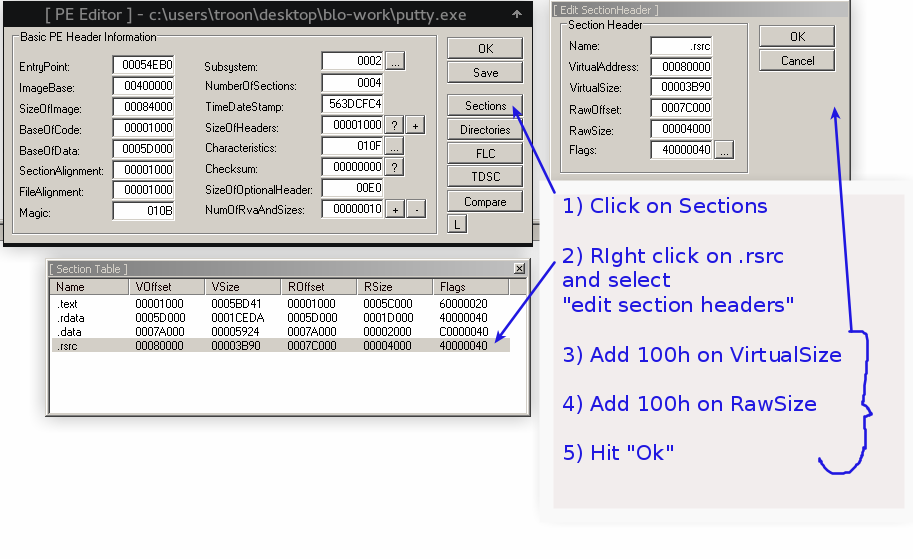 [ PE Editor ] - c:\users\troon\desktop\blo-work\putty.exe
Basic PE Header Information
EntryPoint: 00054EB0
ImageBase: 00400000
SizeOfImage: 00084000
BaseOfCode: 00001000
BaseOfData: 0005D000
SectionAlignment: 00001000
FileAlignment: 00001000
Magic: 010B
Subsystem: 0002 ...
NumberOfSections: 0004
TimeDateStamp: 563DCFC4
SizeOfHeaders: 00001000 ? +
Characteristics: 010F ...
Checksum: 00000000 ?
SizeOfOptionalHeader: 00E0
NumOfRvaAndSizes: 00000010 + -
OK
Save
Sections
Directories
FLC
TDSC
Compare
L
[ Edit SectionHeader ]
Section Header
Name: .rsrc
VirtualAddress: 00080000
VirtualSize: 00003B90
RawOffset: 0007C000
RawSize: 00004000
Flags: 40000040 ...
OK
Cancel
[ Section Table ]
Name VOffset VSize ROffset RSize Flags
.text 00001000 0005BD41 00001000 0005C000 60000020
.rdata 0005D000 0001CEDA 0005D000 0001D000 40000040
.data 0007A000 00005924 0007A000 00002000 C0000040
.rsrc 00080000 00003B90 0007C000 00004000 40000040
1) Click on Sections
2) RIght click on .rsrc
and select
"edit section headers"
3) Add 100h on VirtualSize
4) Add 100h on RawSize
5) Hit "Ok"